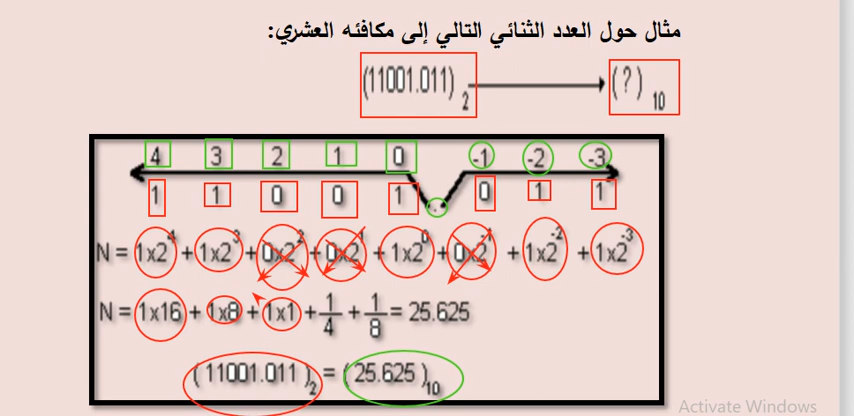 مثال حول العدد الثنائي التالي إلى مكافئه العشري:
(11001.011)₂ → (?)₁₀
4 3 2 1 0 -1 -2 -3
1 1 0 0 1 . 0 1 1
N = 1x2⁴ + 1x2³ + 0x2² + 0x2¹ + 1x2⁰ + 0x2⁻¹ + 1x2⁻² + 1x2⁻³
N = 1x16 + 1x8 + 1x1 + 1/4 + 1/8 = 25.625
(11001.011)₂ = (25.625)₁₀
Activate Windows